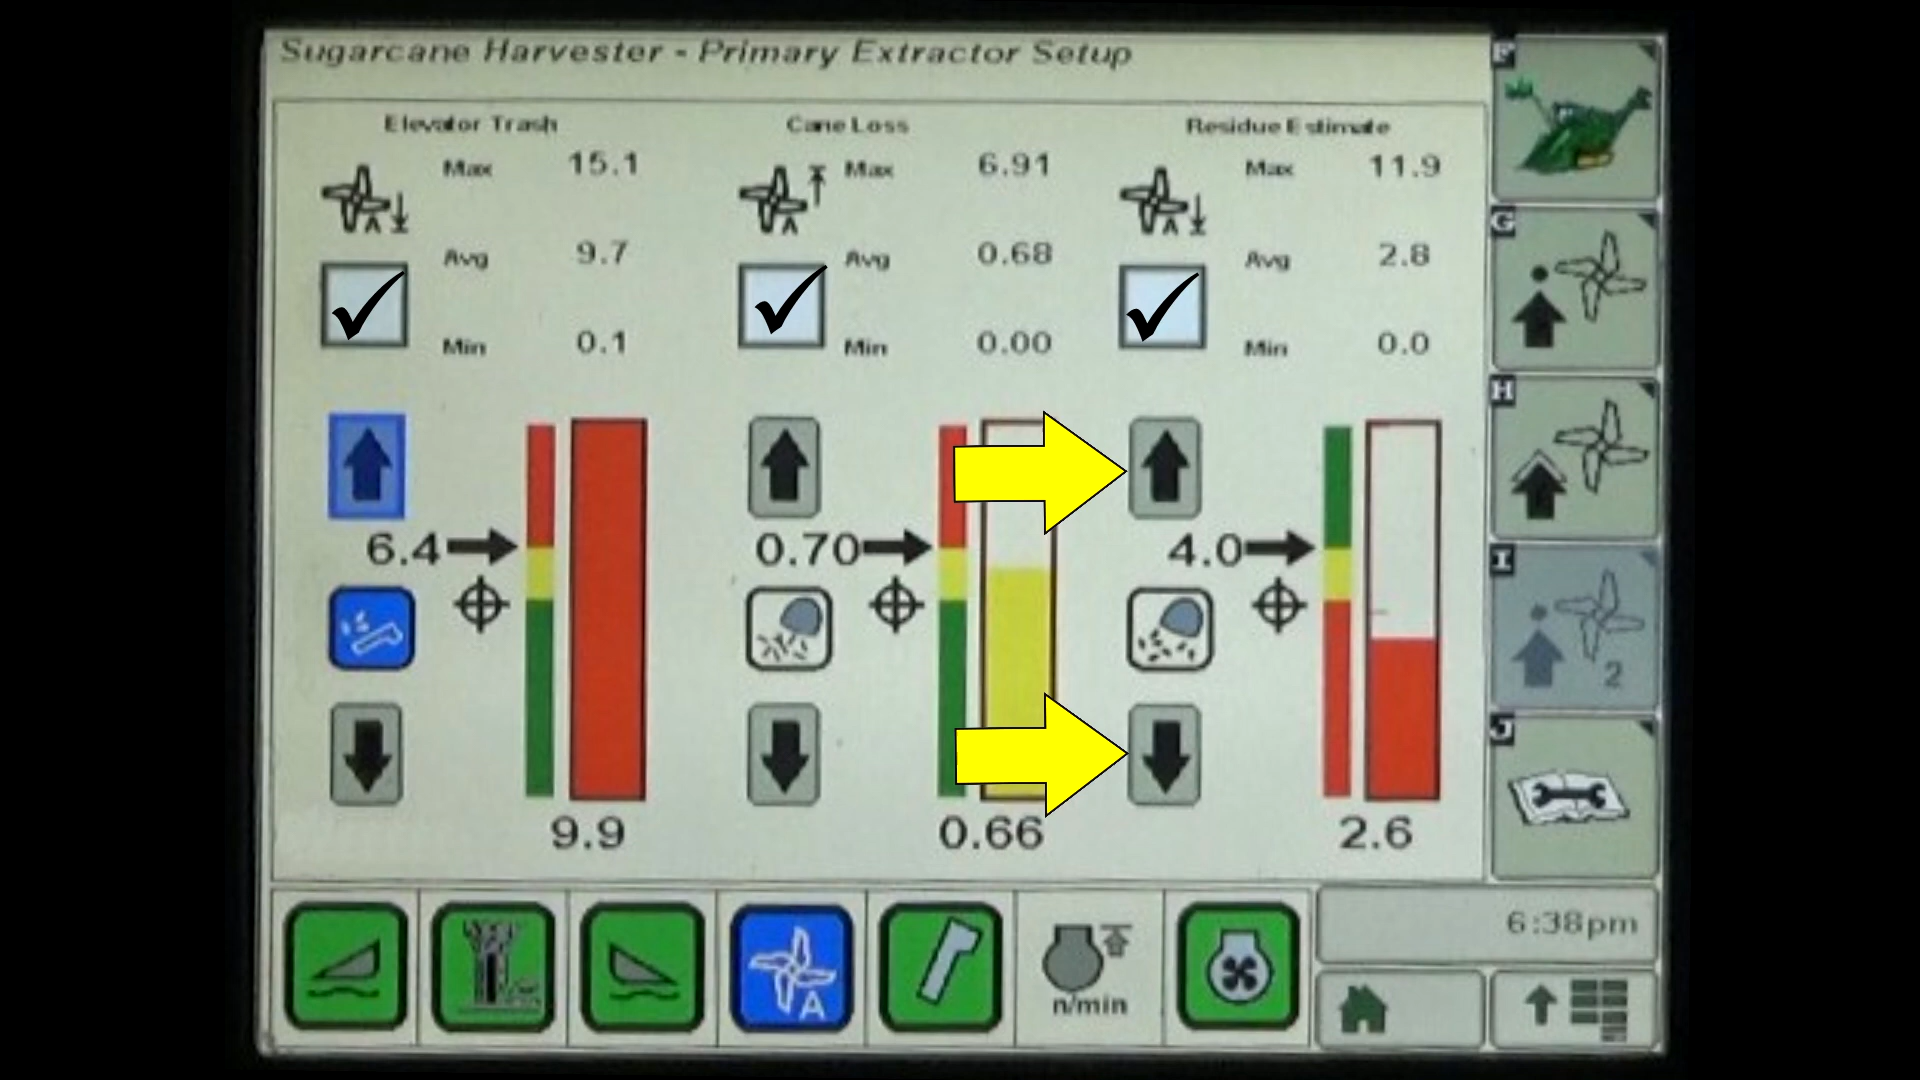 Sugarcane Harvester - Primary Extractor Setup
Elevator Trash
Max 15.1
Avg 9.7
Min 0.1
6.4
9.9
Cane Loss
Max 6.91
Avg 0.68
Min 0.00
0.70
0.66
Residue Estimate
Max 11.9
Avg 2.8
Min 0.0
4.0
2.6
A
A
A
F
G
H
I
2
J
A
n/min
6:38pm